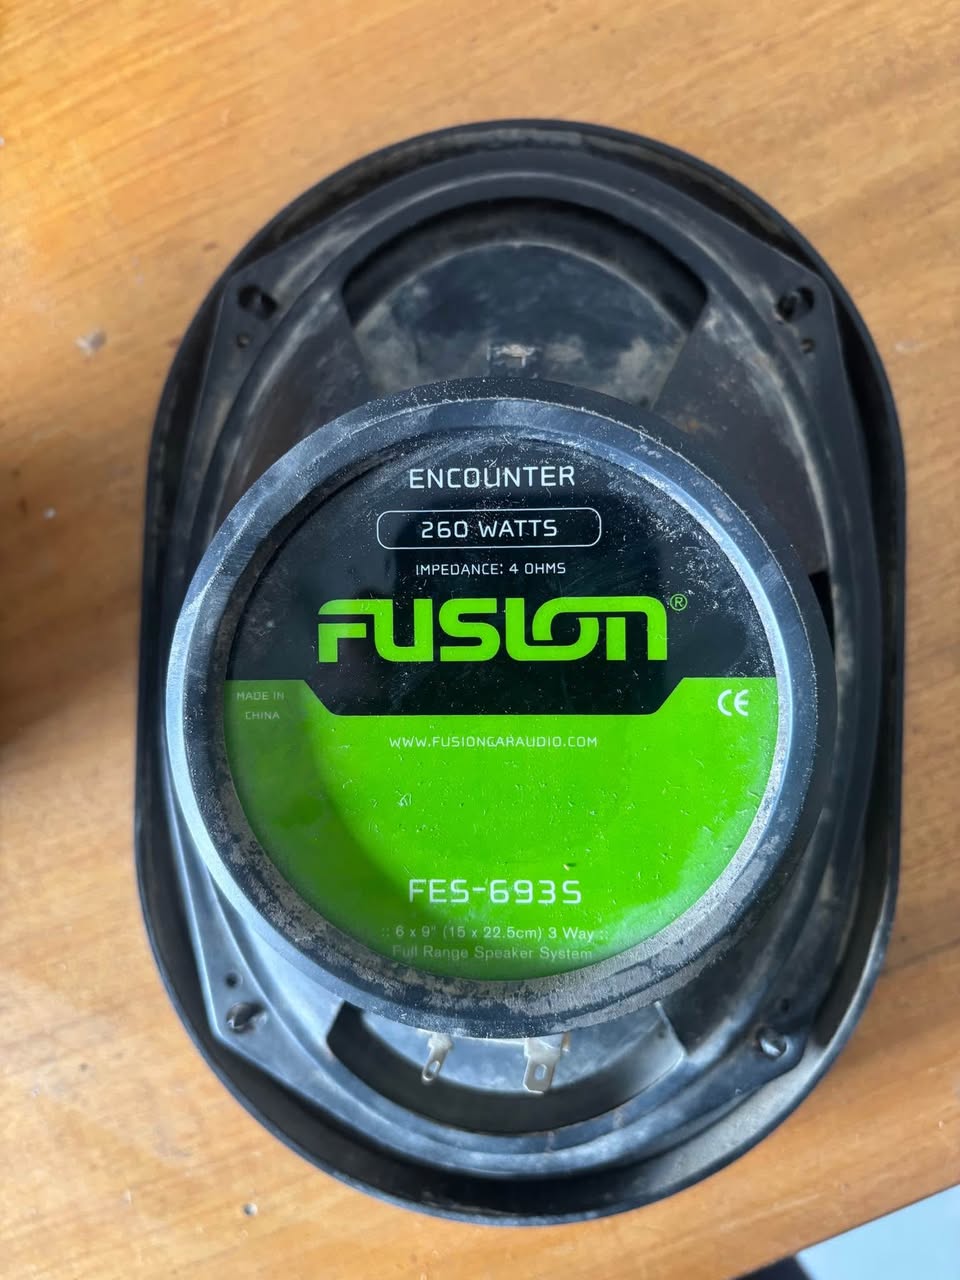 ENCOUNTER
260 WATTS
IMPEDANCE: 4 OHMS
FUSION®
MADE IN
CHINA
CE
WWW.FUSIONCARAUDIO.COM
FES-693S
:: 6 x 9" (15 x 22.5cm) 3 Way ::
Full Range Speaker System